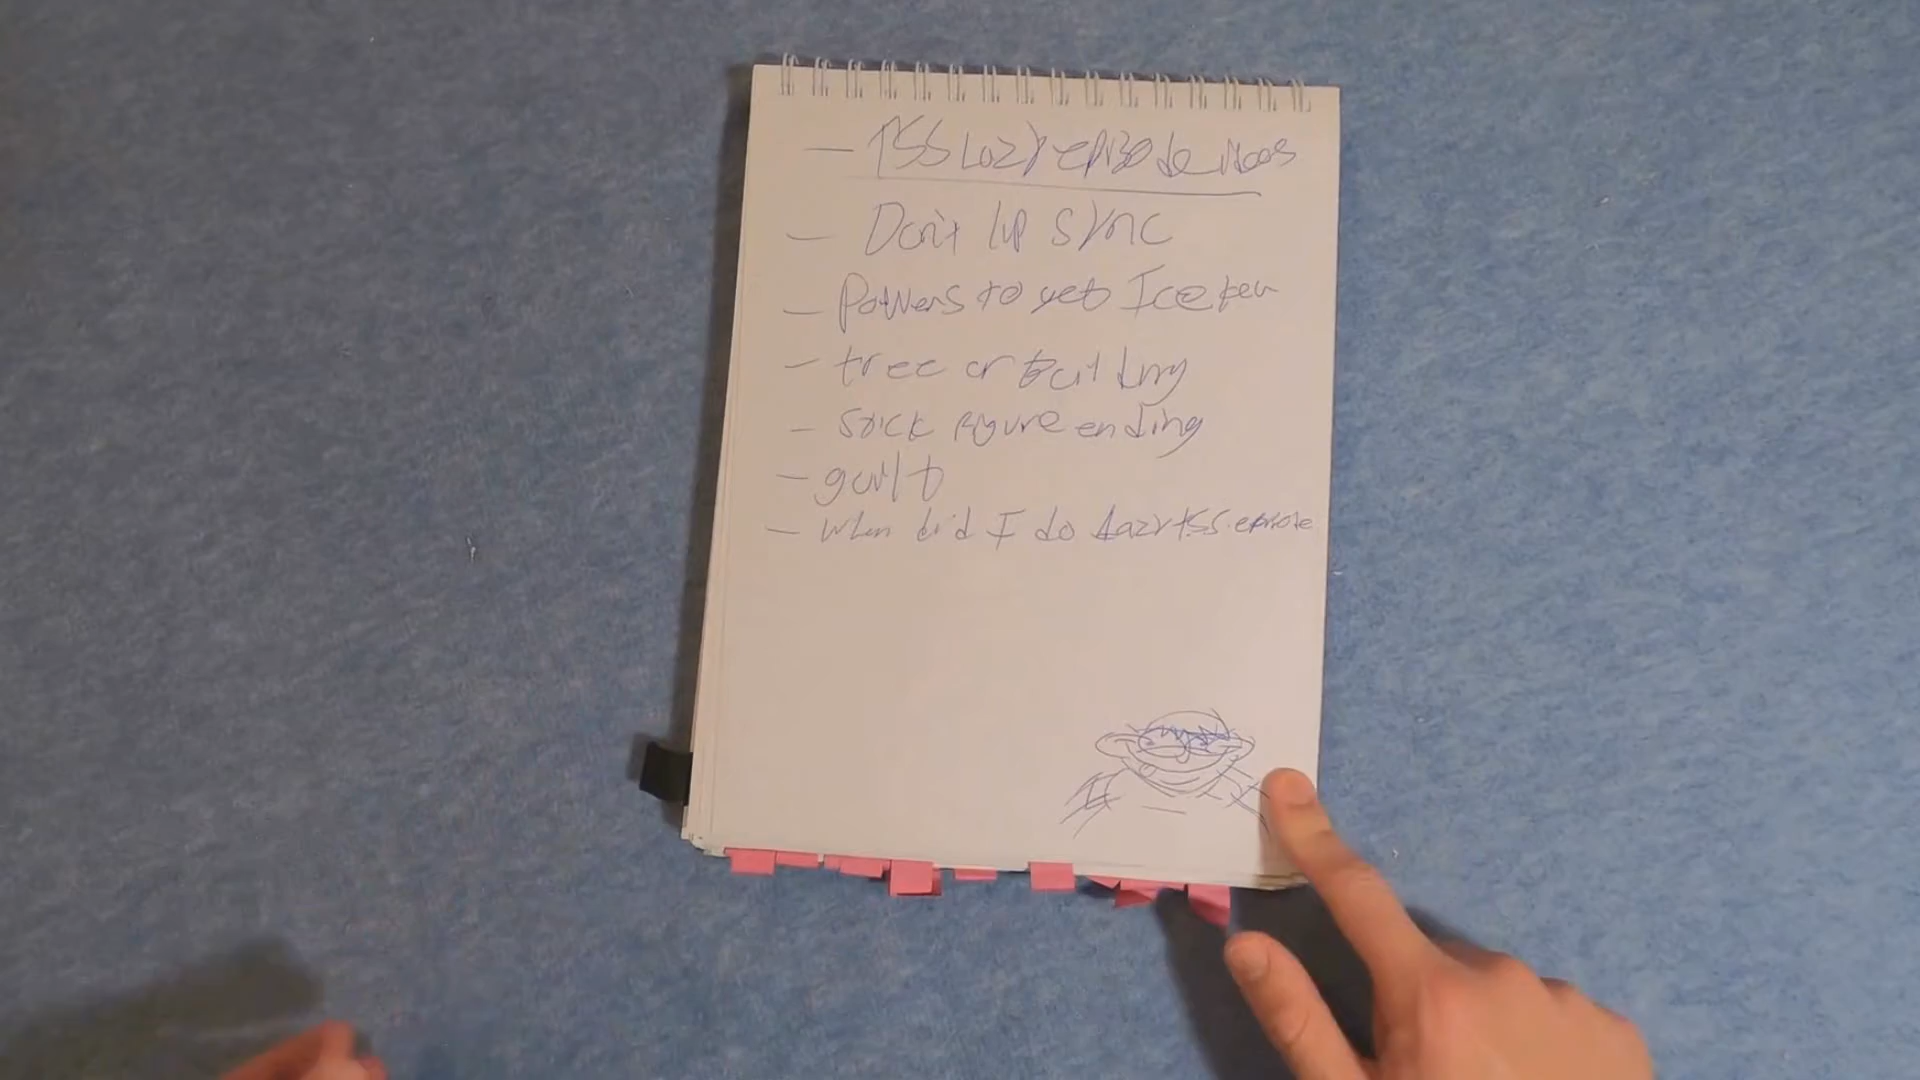 - TSS Lazy episode ideas
- Don't lip sync
- Powers to get Ice
- tree or building
- Stick figure ending
- guilt
- When did I do Lazy TSS episode